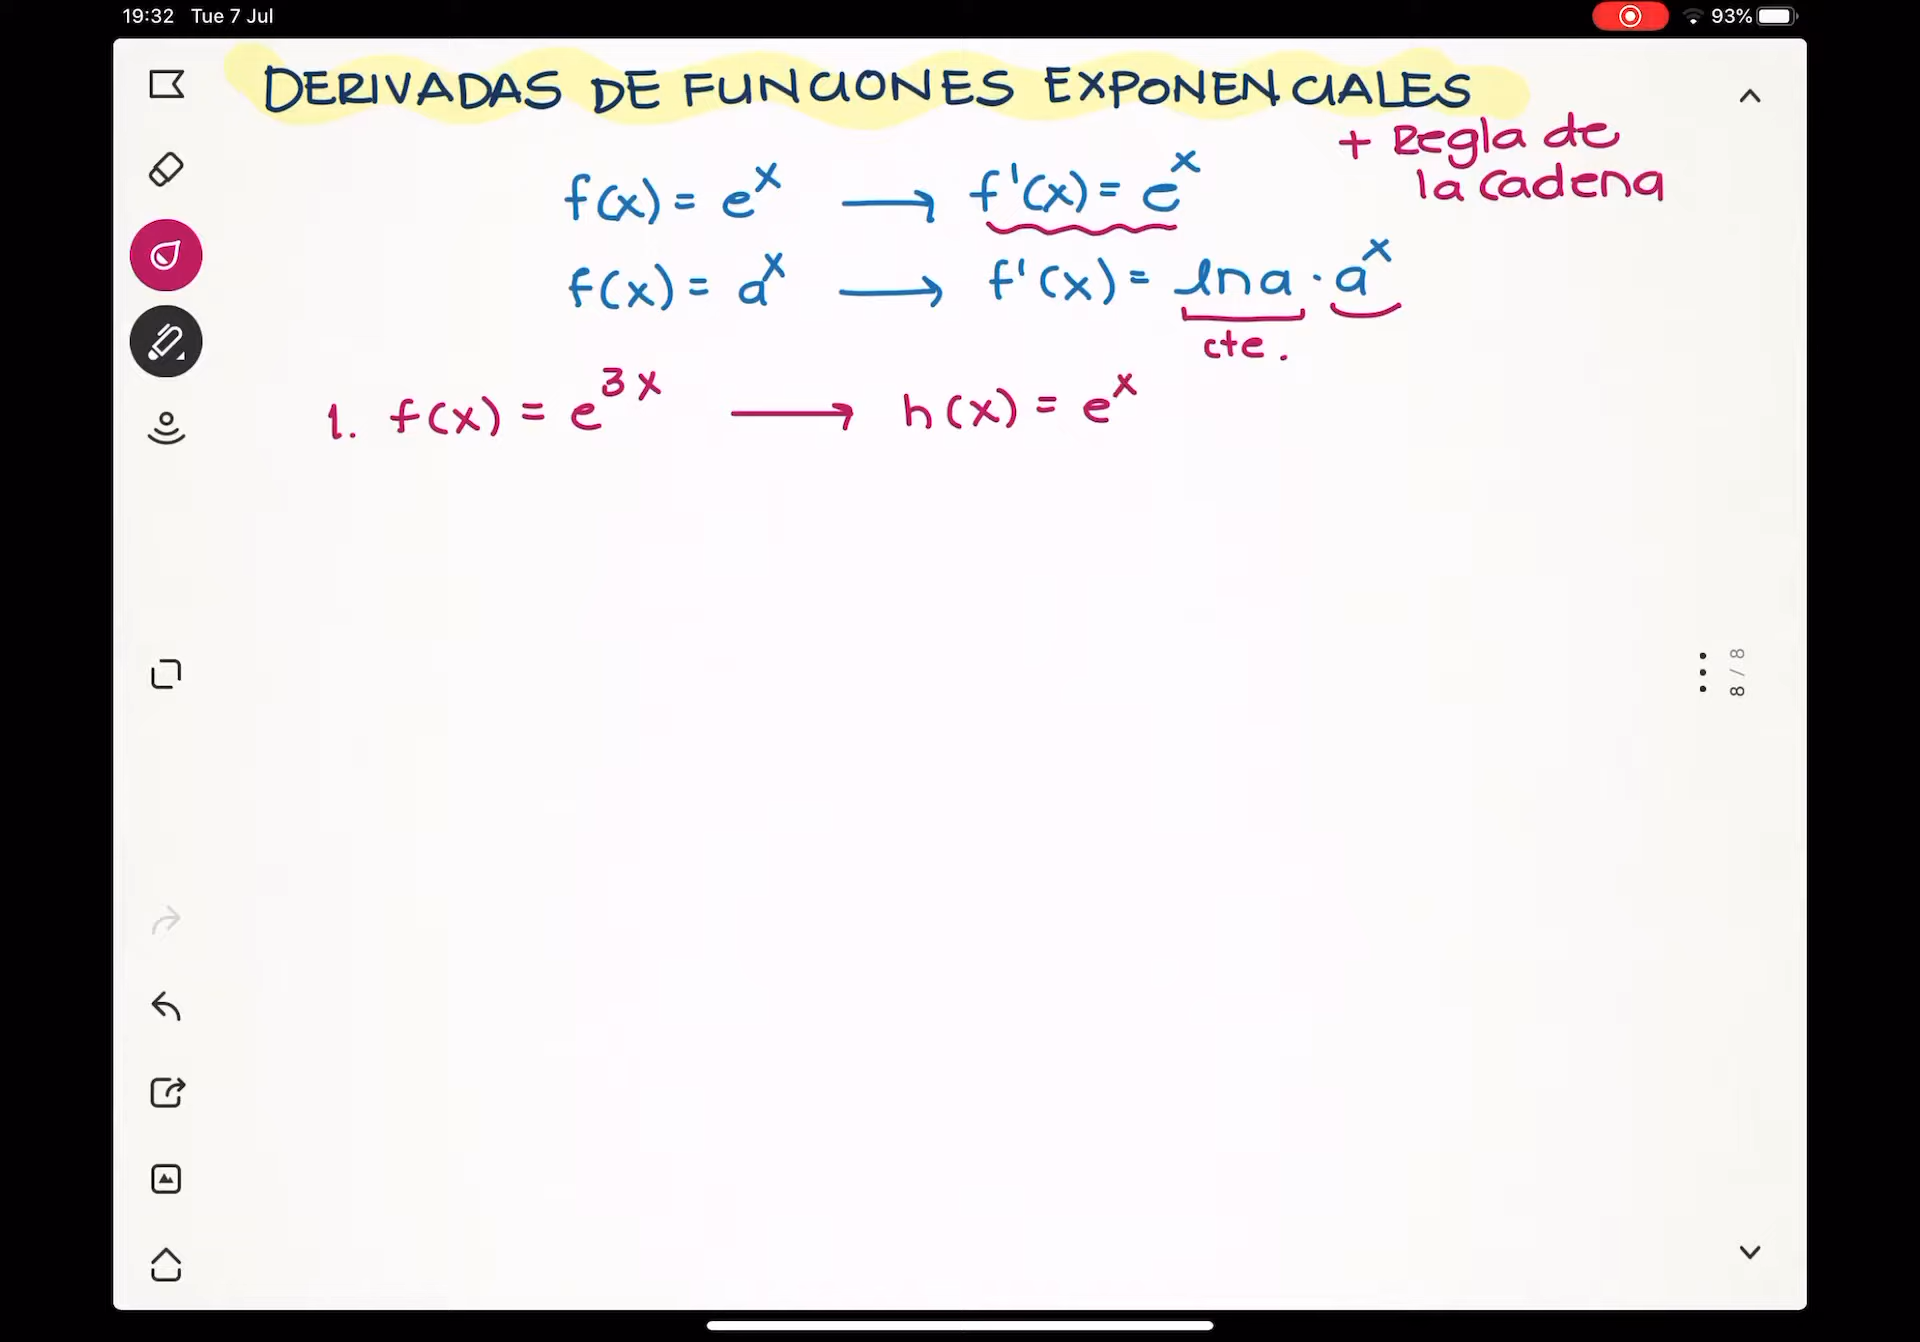 19:32 Tue 7 Jul
93%
DERIVADAS DE FUNCIONES EXPONENCIALES
+ Regla de
la cadena
f(x) = e^x → f'(x) = e^x
f(x) = a^x → f'(x) = ln a · a^x
cte.
1. f(x) = e^3x → h(x) = e^x
8 / 8